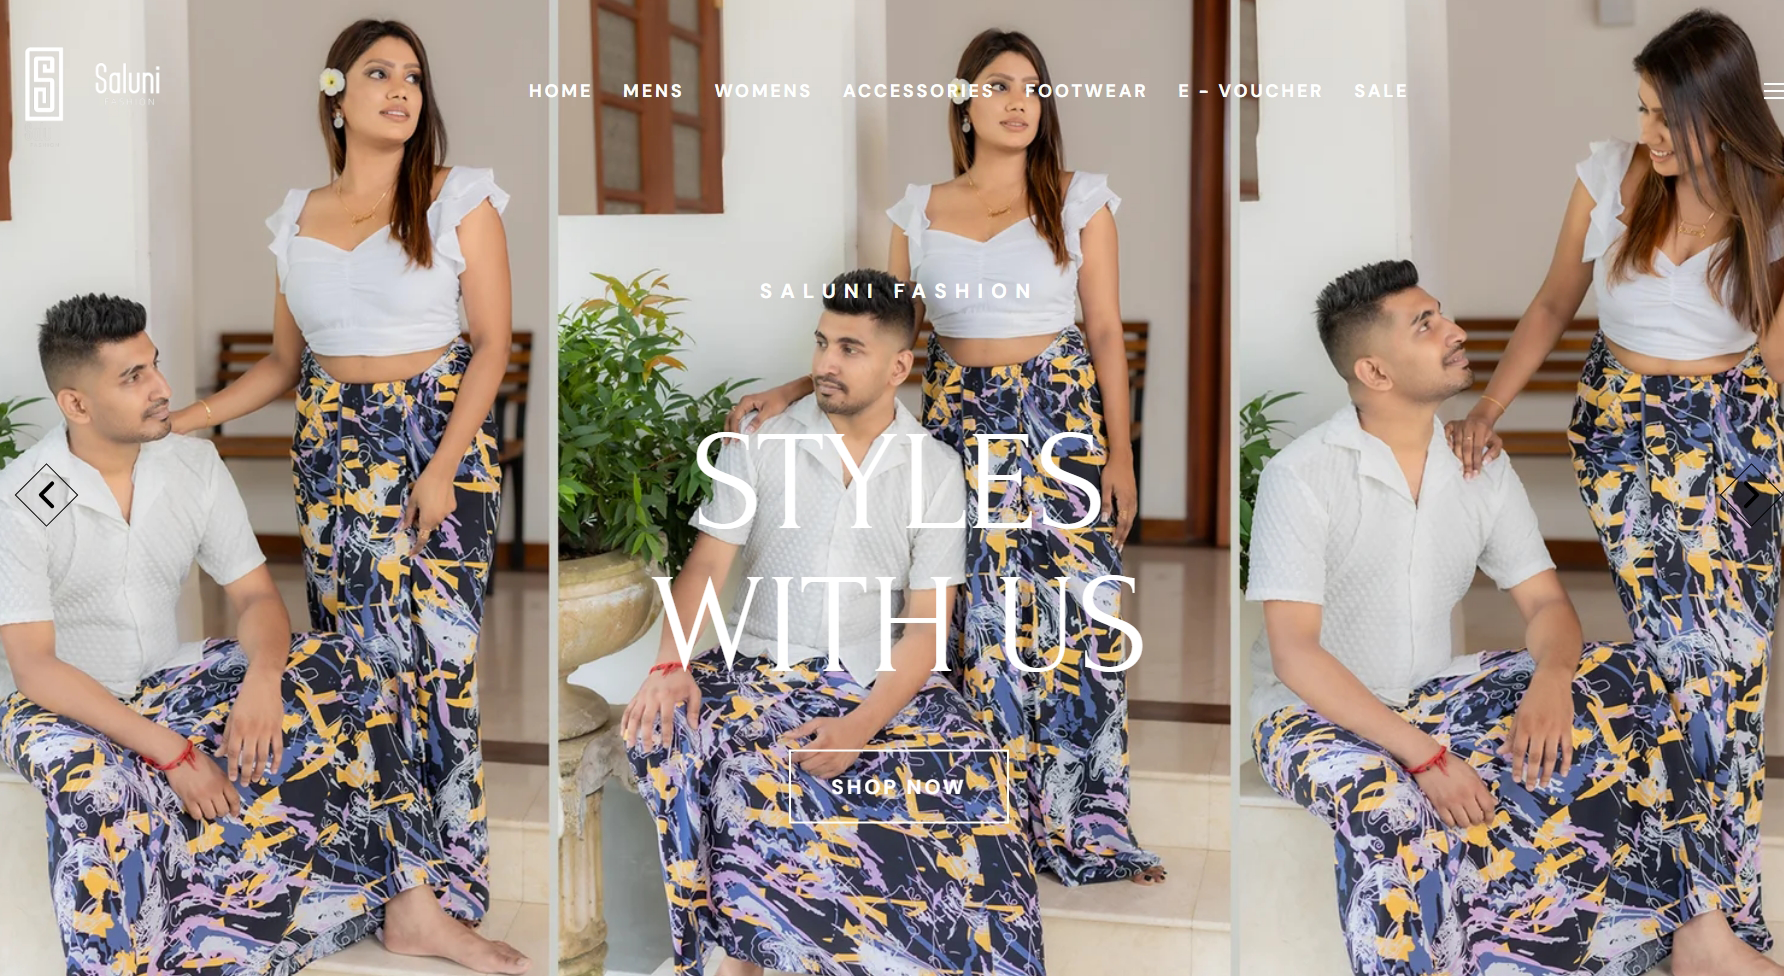 Saluni
FASHION
HOME MENS WOMENS ACCESSORIES FOOTWEAR E - VOUCHER SALE
SALUNI FASHION
STYLES
WITH US
SHOP NOW